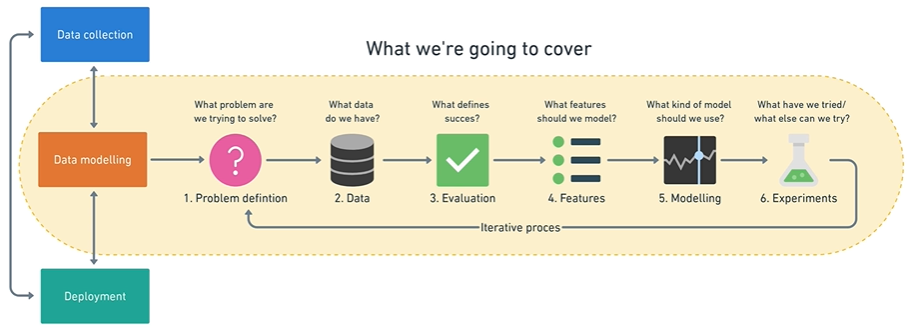 Data collection
What we're going to cover
What problem are
we trying to solve?
What data
do we have?
What defines
succes?
What features
should we model?
What kind of model
should we use?
What have we tried/
what else can we try?
Data modelling
?
1. Problem defintion
2. Data
3. Evaluation
4. Features
5. Modelling
6. Experiments
Iterative proces
Deployment